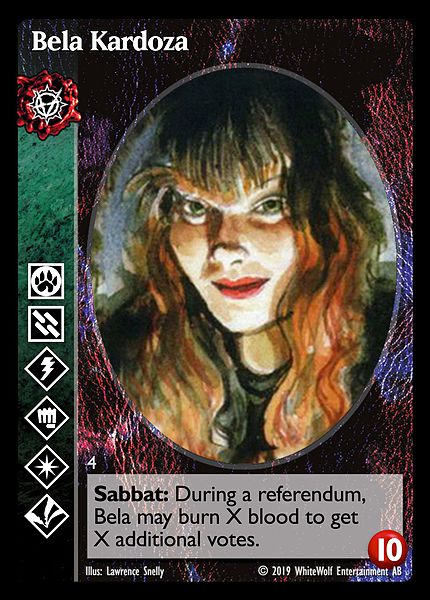 Bela Kardoza
4
Sabbat: During a referendum,
Bela may burn X blood to get
X additional votes.
10
Illus: Lawrence Snelly
© 2019 WhiteWolf Entertainment AB